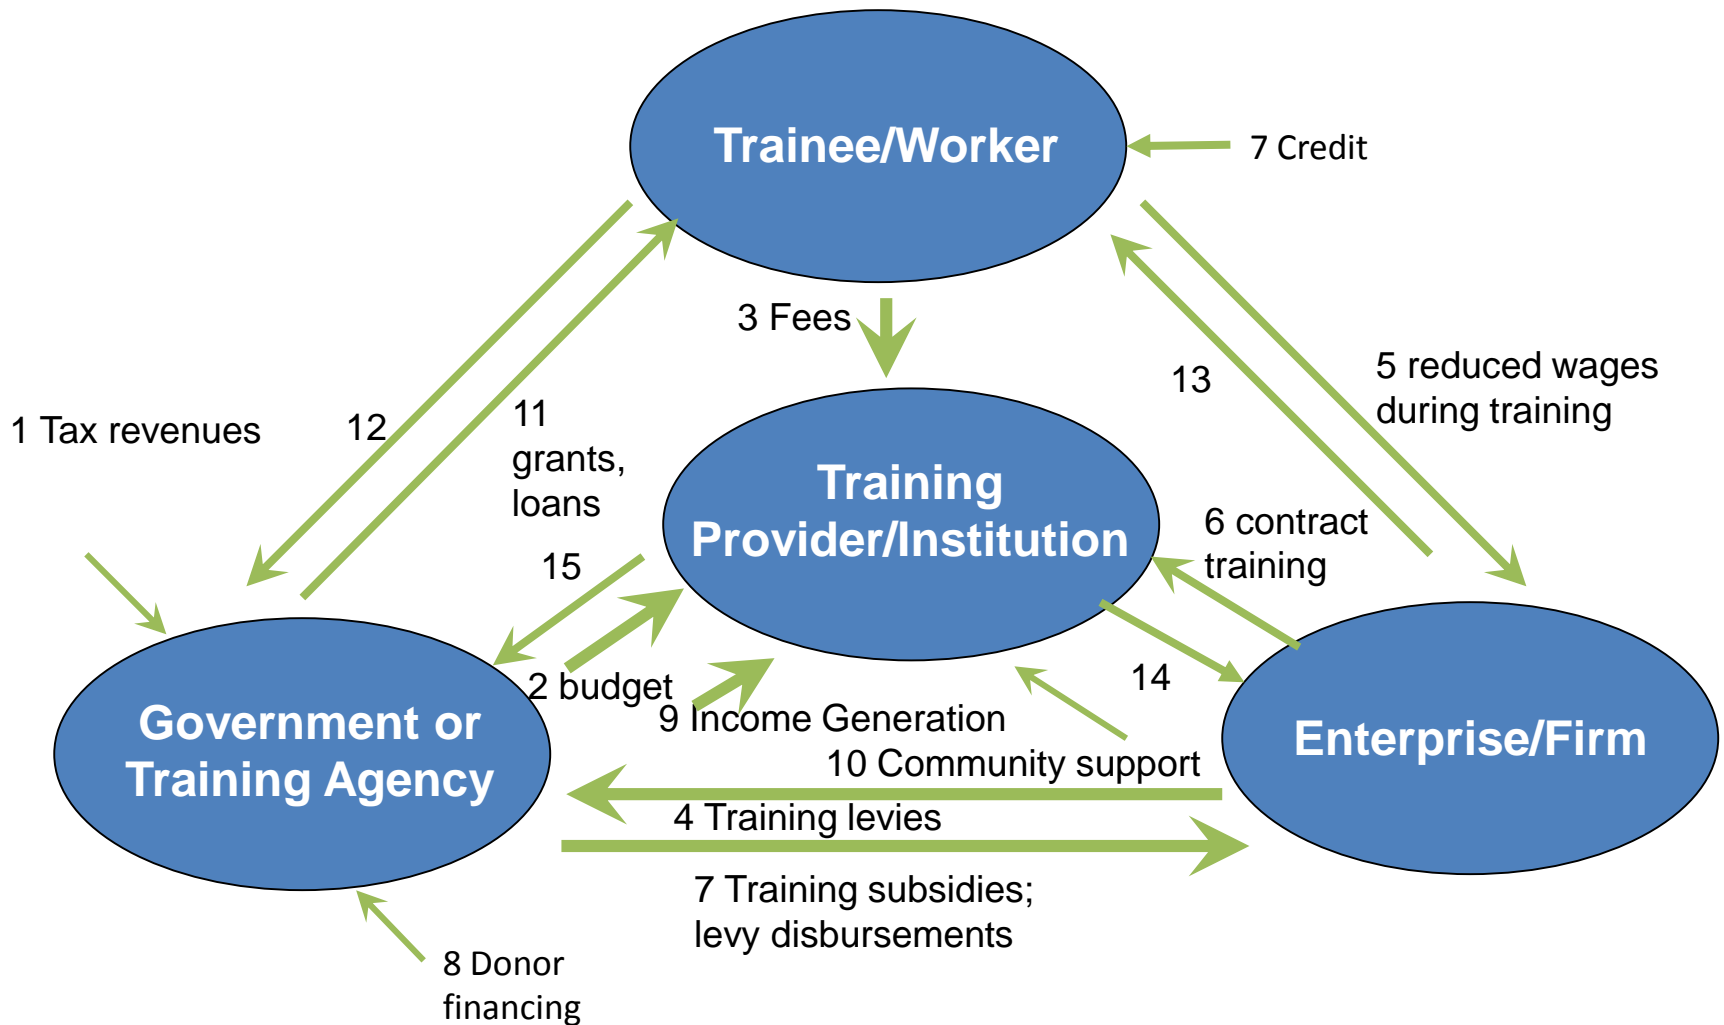 Trainee/Worker
7 Credit
3 Fees
13
5 reduced wages
during training
1 Tax revenues
12
11
grants,
loans
Training
Provider/Institution
6 contract
training
15
2 budget
14
9 Income Generation
Government or
Training Agency
Enterprise/Firm
10 Community support
4 Training levies
7 Training subsidies;
levy disbursements
8 Donor
financing